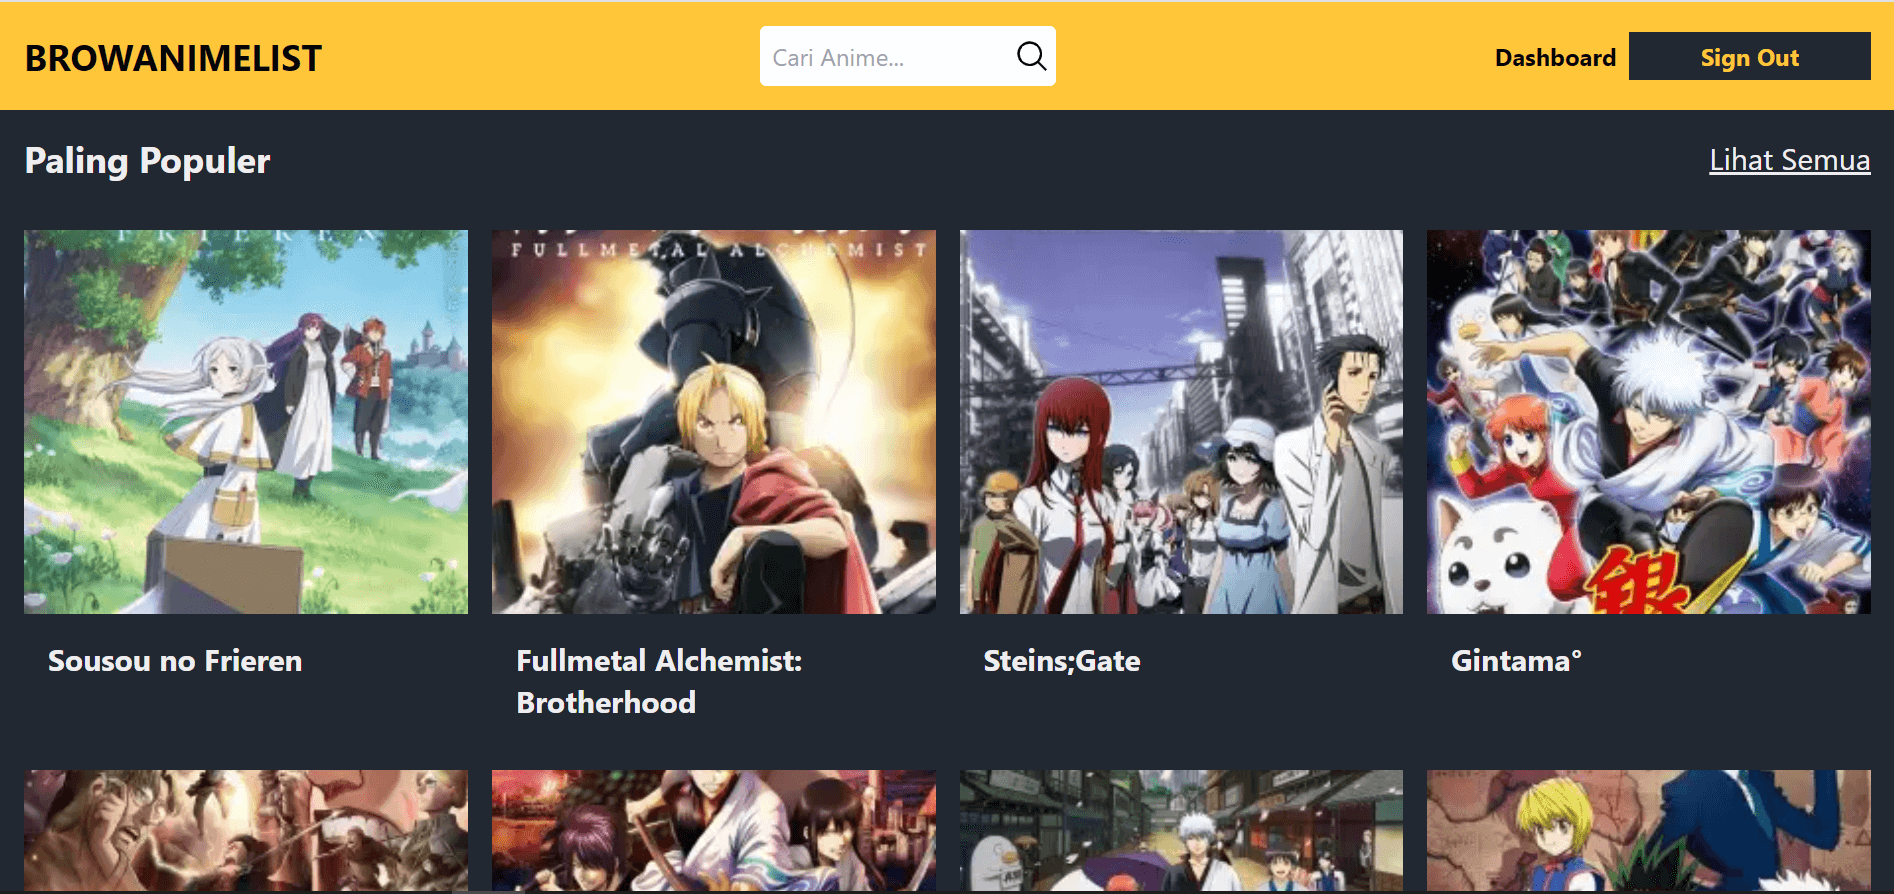 BROWANIMELIST
Cari Anime...
Dashboard
Sign Out
Paling Populer
Lihat Semua
FULLMETAL ALCHEMIST
銀
Sousou no Frieren
Fullmetal Alchemist:
Brotherhood
Steins;Gate
Gintama°